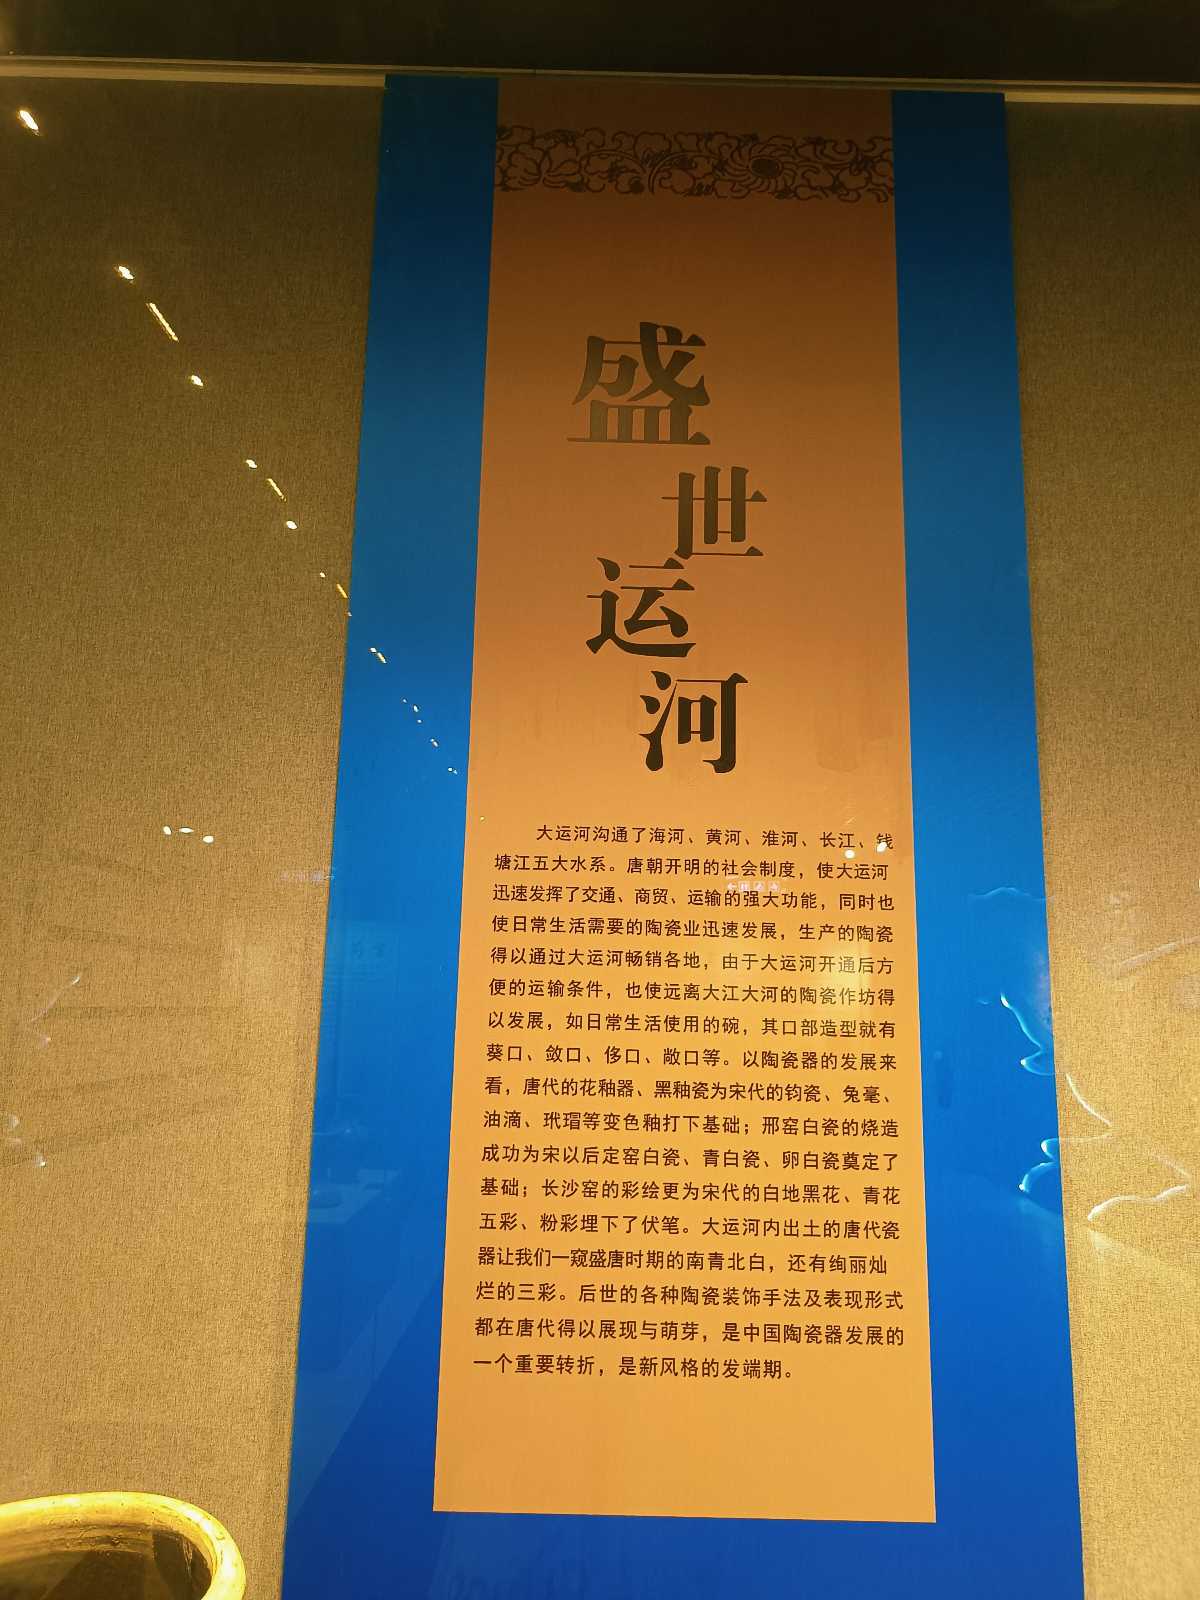 盛
世
运
河
大运河沟通了海河、黄河、淮河、长江、钱
塘江五大水系。唐朝开明的社会制度，使大运河
迅速发挥了交通、商贸、运输的强大功能，同时也
使日常生活需要的陶瓷业迅速发展，生产的陶瓷
得以通过大运河畅销各地，由于大运河开通后方
便的运输条件，也使远离大江大河的陶瓷作坊得
以发展，如日常生活使用的碗，其口部造型就有
葵口、敛口、侈口、敞口等。以陶瓷器的发展来
看，唐代的花釉器、黑釉瓷为宋代的钧瓷、兔毫、
油滴、玳瑁等变色釉打下基础；邢窑白瓷的烧造
成功为宋以后定窑白瓷、青白瓷、卵白瓷奠定了
基础；长沙窑的彩绘更为宋代的白地黑花、青花
五彩、粉彩埋下了伏笔。大运河内出土的唐代瓷
器让我们一窥盛唐时期的南青北白，还有绚丽灿
烂的三彩。后世的各种陶瓷装饰手法及表现形式
都在唐代得以展现与萌芽，是中国陶瓷器发展的
一个重要转折，是新风格的发端期。